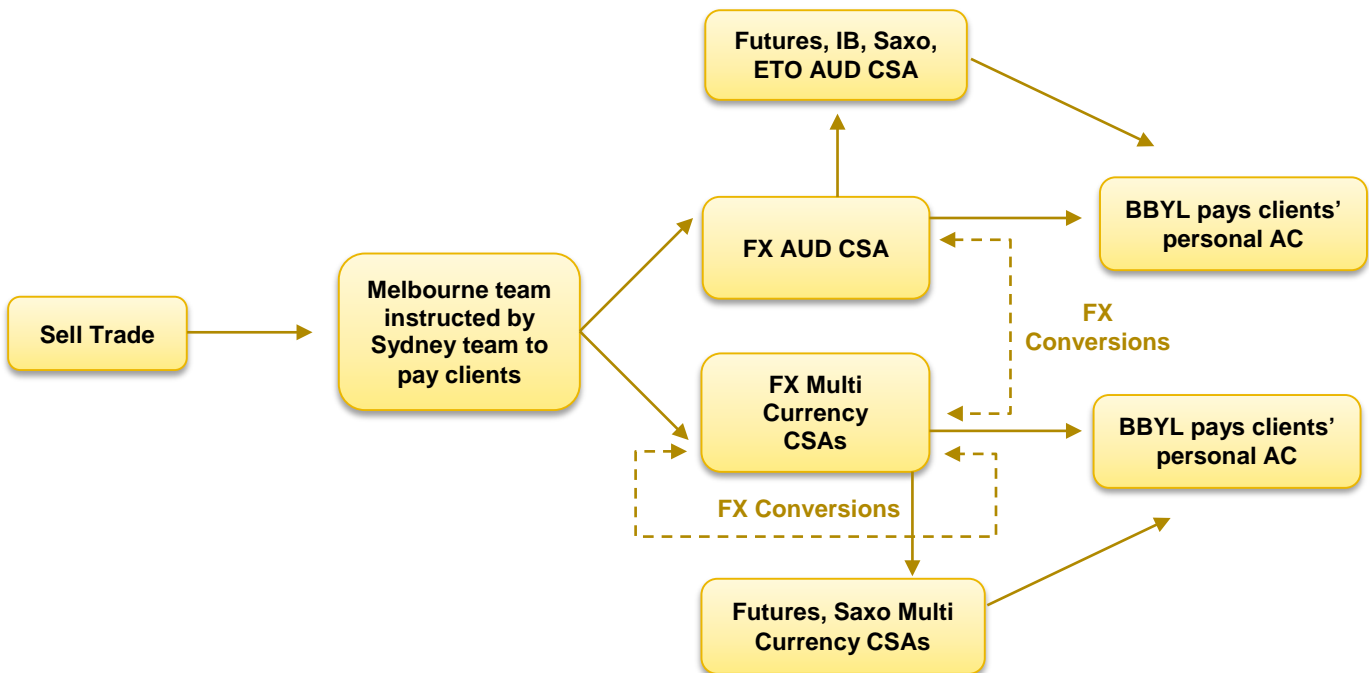 Futures, IB, Saxo,
ETO AUD CSA
BBYL pays clients’
personal AC
FX AUD CSA
Melbourne team
instructed by
Sydney team to
pay clients
Sell Trade
FX
Conversions
FX Multi
Currency
CSAs
BBYL pays clients’
personal AC
FX Conversions
Futures, Saxo Multi
Currency CSAs